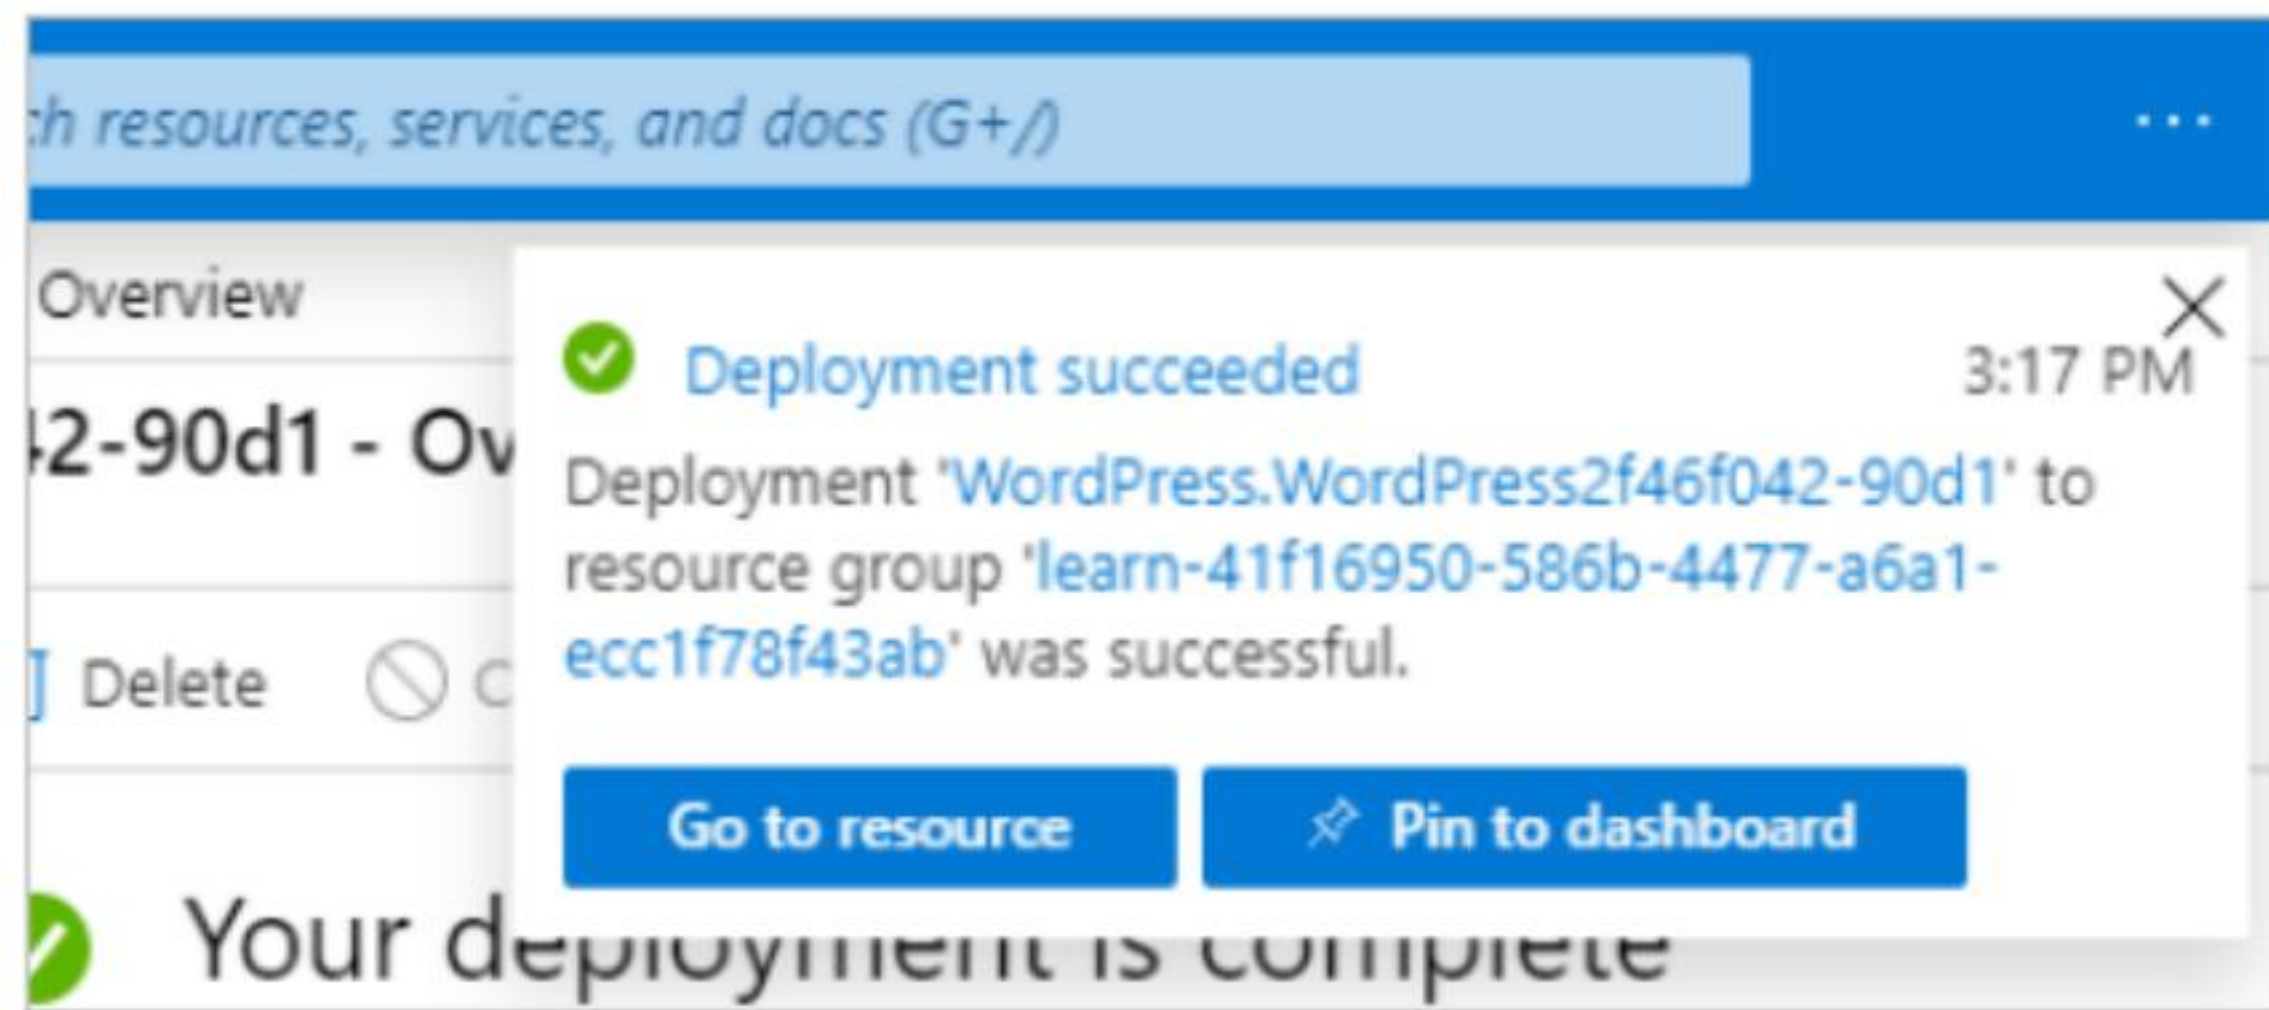 ch resources, services, and docs (G+/)
...
Overview
Deployment succeeded
3:17 PM
42-90d1 - Ov
Deployment 'WordPress.WordPress2f46f042-90d1' to
resource group 'learn-41f16950-586b-4477-a6a1-
ecc1f78f43ab' was successful.
Delete
C
Go to resource
Pin to dashboard
Your deployment is complete